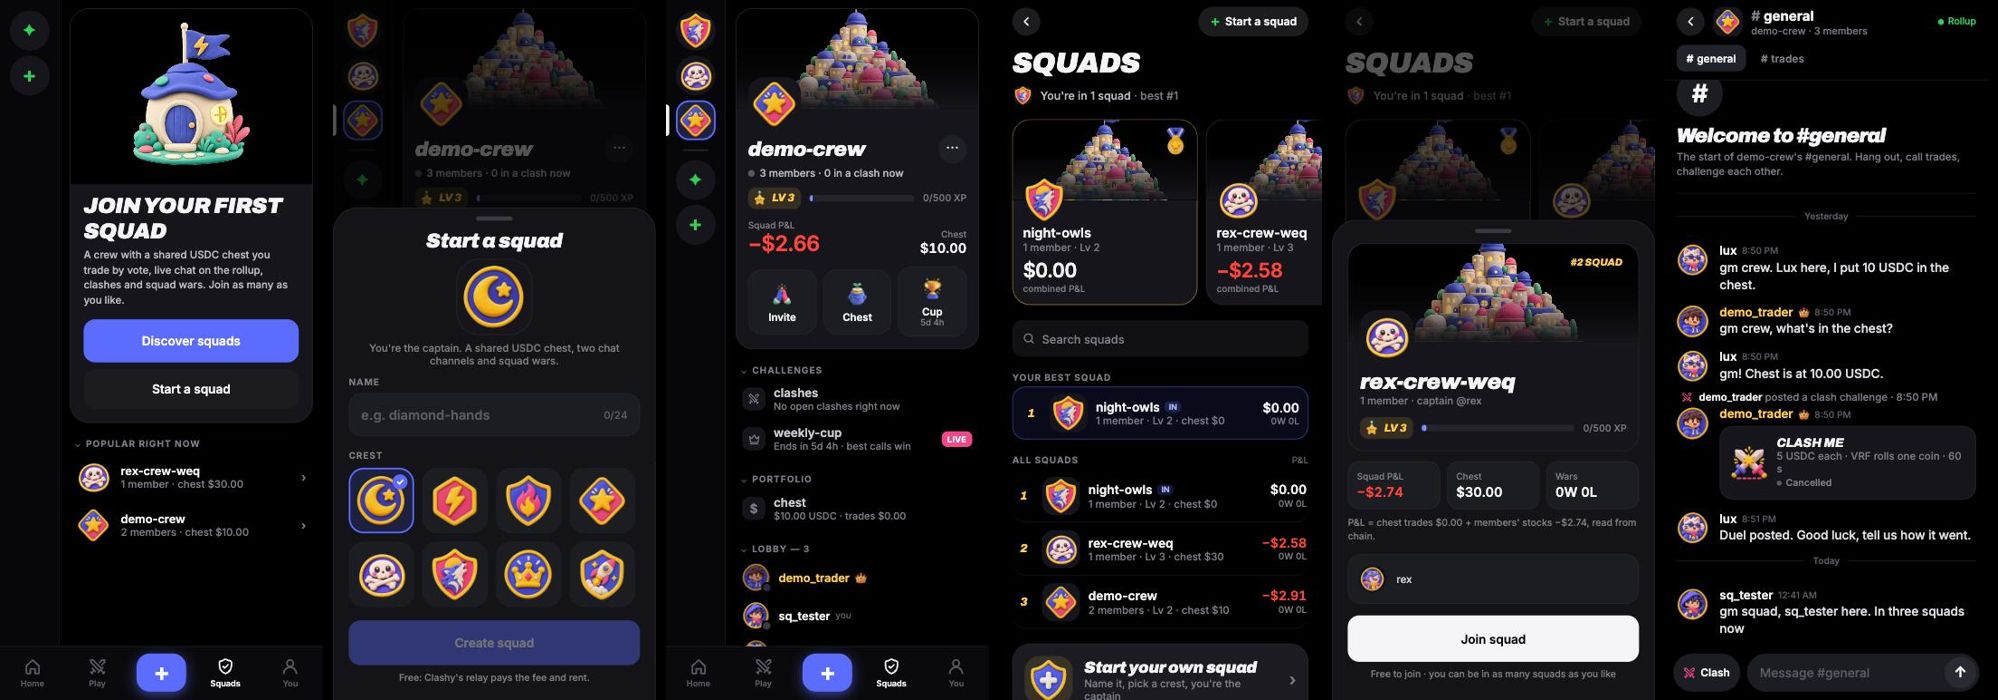 JOIN YOUR FIRST
SQUAD
A crew with a shared USDC chest you
trade by vote, live chat on the rollup,
clashes and squad wars. Join as many as
you like.
Discover squads
Start a squad
POPULAR RIGHT NOW
rex-crew-weq
1 member · chest $30.00
demo-crew
2 members · chest $10.00
Home
Play
Squads
You
demo-crew
3 members · 0 in a clash now
LV 3
0/500 XP
Start a squad
You're the captain. A shared USDC chest, two chat
channels and squad wars.
NAME
e.g. diamond-hands
0/24
CREST
Create squad
Free: Clashy's relay pays the fee and rent.
demo-crew
3 members · 0 in a clash now
LV 3
0/500 XP
Squad P&L
−$2.66
Chest
$10.00
Invite
Chest
Cup
5d 4h
CHALLENGES
clashes
No open clashes right now
weekly-cup
Ends in 5d 4h · best calls win
LIVE
PORTFOLIO
chest
$10.00 USDC · trades $0.00
LOBBY — 3
demo_trader
sq_tester you
Home
Play
Squads
You
+ Start a squad
SQUADS
You're in 1 squad · best #1
night-owls
1 member · Lv 2
$0.00
combined P&L
rex-crew-weq
1 member · Lv 3
−$2.58
combined P&L
Search squads
YOUR BEST SQUAD
1
night-owls IN
1 member · Lv 2 · chest $0
$0.00
0W 0L
ALL SQUADS
P&L
1
night-owls IN
1 member · Lv 2 · chest $0
$0.00
0W 0L
2
rex-crew-weq
1 member · Lv 3 · chest $30
−$2.58
0W 0L
3
demo-crew
2 members · Lv 2 · chest $10
−$2.91
0W 0L
Start your own squad
Name it, pick a crest, you're the
captain
+ Start a squad
SQUADS
You're in 1 squad · best #1
#2 SQUAD
rex-crew-weq
1 member · captain @rex
LV 3
0/500 XP
Squad P&L
−$2.74
Chest
$30.00
Wars
0W 0L
P&L = chest trades $0.00 + members' stocks −$2.74, read from
chain.
rex
Join squad
Free to join · you can be in as many squads as you like
# general
demo-crew · 3 members
Rollup
# general
# trades
#
Welcome to #general
The start of demo-crew's #general. Hang out, call trades,
challenge each other.
Yesterday
lux 8:50 PM
gm crew. Lux here, I put 10 USDC in the
chest.
demo_trader 8:50 PM
gm crew, what's in the chest?
lux 8:50 PM
gm! Chest is at 10.00 USDC.
demo_trader posted a clash challenge · 8:50 PM
demo_trader 8:50 PM
CLASH ME
5 USDC each · VRF rolls one coin · 60
s
Cancelled
lux 8:51 PM
Duel posted. Good luck, tell us how it went.
Today
sq_tester 12:41 AM
gm squad, sq_tester here. In three squads
now
Clash
Message #general